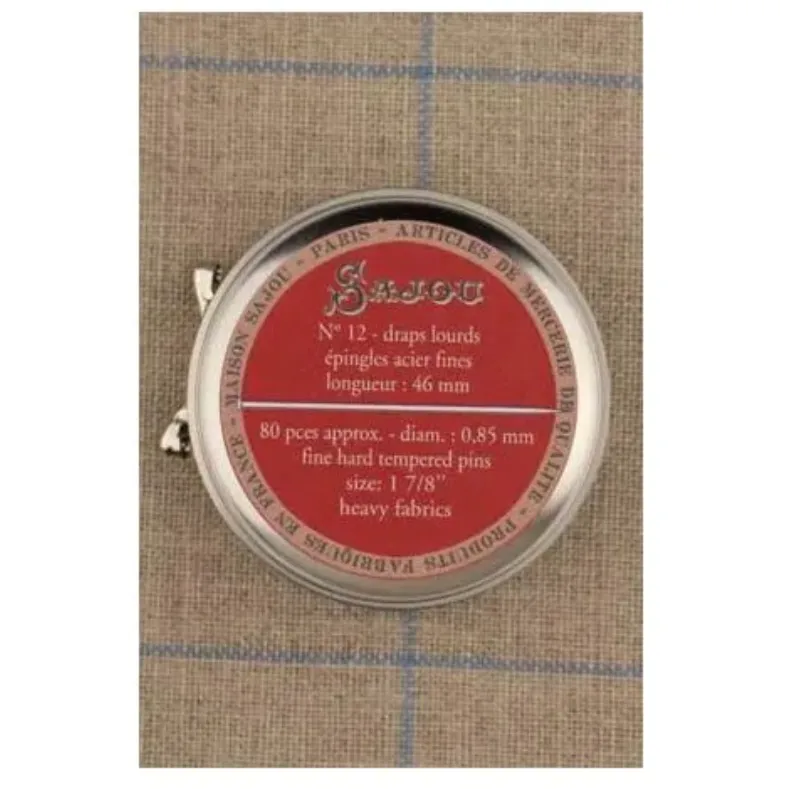 MAISON SAJOU - PARIS - ARTICLES DE MERCERIE DE QUALITÉ - PRODUITS FABRIQUÉS EN FRANCE -
SAJOU
Nº 12 - draps lourds
épingles acier fines
longueur : 46 mm
80 pces approx. - diam. : 0,85 mm
fine hard tempered pins
size: 1 7/8’’
heavy fabrics